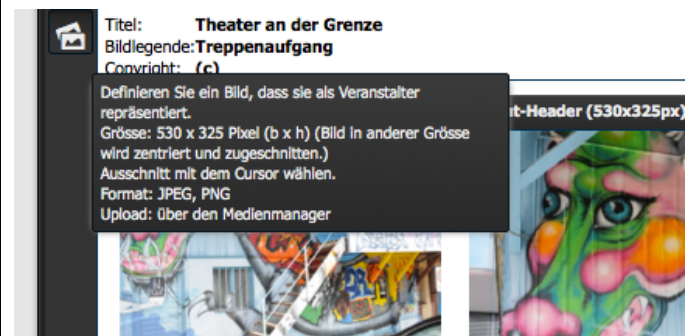 Titel: Theater an der Grenze
Bildlegende: Treppenaufgang
Copyright: (c)
Definieren Sie ein Bild, dass sie als Veranstalter
repräsentiert.
Grösse: 530 x 325 Pixel (b x h) (Bild in anderer Grösse
wird zentriert und zugeschnitten.)
Ausschnitt mit dem Cursor wählen.
Format: JPEG, PNG
Upload: über den Medienmanager
t-Header (530x325px)